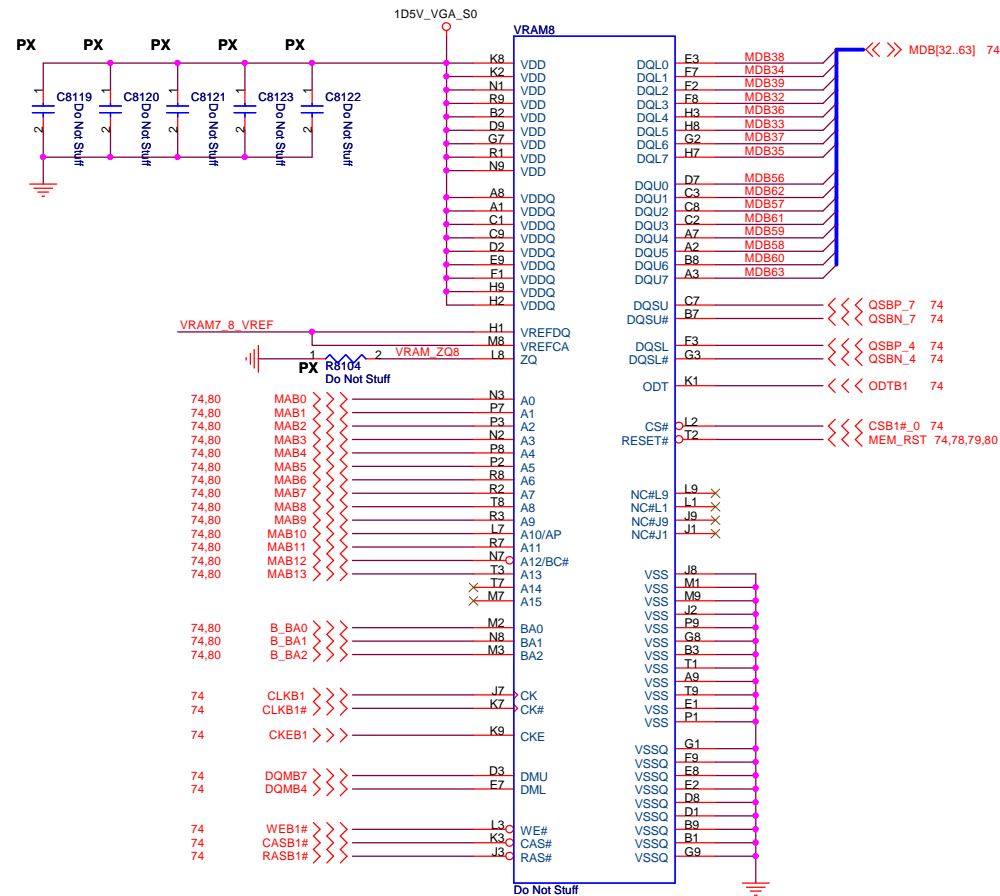 1D5V_VGA_S0
PX PX PX PX PX
1 1 1 1 1
C8119 C8120 C8121 C8123 C8122
Do Not Stuff Do Not Stuff Do Not Stuff Do Not Stuff Do Not Stuff
2 2 2 2 2
VRAM8
K8 VDD
K2 VDD
N1 VDD
R9 VDD
B2 VDD
D9 VDD
G7 VDD
R1 VDD
N9 VDD
A8 VDDQ
A1 VDDQ
C1 VDDQ
C9 VDDQ
D2 VDDQ
E9 VDDQ
F1 VDDQ
H9 VDDQ
H2 VDDQ
VRAM7_8_VREF H1 VREFDQ
M8 VREFCA
1 2 VRAM_ZQ8 L8 ZQ
PX R8104
Do Not Stuff
74,80 MAB0 N3 A0
74,80 MAB1 P7 A1
74,80 MAB2 P3 A2
74,80 MAB3 N2 A3
74,80 MAB4 P8 A4
74,80 MAB5 P2 A5
74,80 MAB6 R8 A6
74,80 MAB7 R2 A7
74,80 MAB8 T8 A8
74,80 MAB9 R3 A9
74,80 MAB10 L7 A10/AP
74,80 MAB11 R7 A11
74,80 MAB12 N7 A12/BC#
74,80 MAB13 T3 A13
T7 A14
M7 A15
74,80 B_BA0 M2 BA0
74,80 B_BA1 N8 BA1
74,80 B_BA2 M3 BA2
74 CLKB1 J7 CK
74 CLKB1# K7 CK#
74 CKEB1 K9 CKE
74 DQMB7 D3 DMU
74 DQMB4 E7 DML
74 WEB1# L3 WE#
74 CASB1# K3 CAS#
74 RASB1# J3 RAS#
DQL0 E3 MDB38
DQL1 F7 MDB34
DQL2 F2 MDB39
DQL3 F8 MDB32
DQL4 H3 MDB36
DQL5 H8 MDB33
DQL6 G2 MDB37
DQL7 H7 MDB35
MDB[32..63] 74
DQU0 D7 MDB56
DQU1 C3 MDB62
DQU2 C8 MDB57
DQU3 C2 MDB61
DQU4 A7 MDB59
DQU5 A2 MDB58
DQU6 B8 MDB60
DQU7 A3 MDB63
DQSU C7 QSBP_7 74
DQSU# B7 QSBN_7 74
DQSL F3 QSBP_4 74
DQSL# G3 QSBN_4 74
ODT K1 ODTB1 74
CS# L2 CSB1#_0 74
RESET# T2 MEM_RST 74,78,79,80
NC#L9 L9
NC#L1 L1
NC#J9 J9
NC#J1 J1
VSS J8
VSS M1
VSS M9
VSS J2
VSS P9
VSS G8
VSS B3
VSS T1
VSS A9
VSS T9
VSS E1
VSS P1
VSSQ G1
VSSQ F9
VSSQ E8
VSSQ E2
VSSQ D8
VSSQ D1
VSSQ B9
VSSQ B1
VSSQ G9
Do Not Stuff